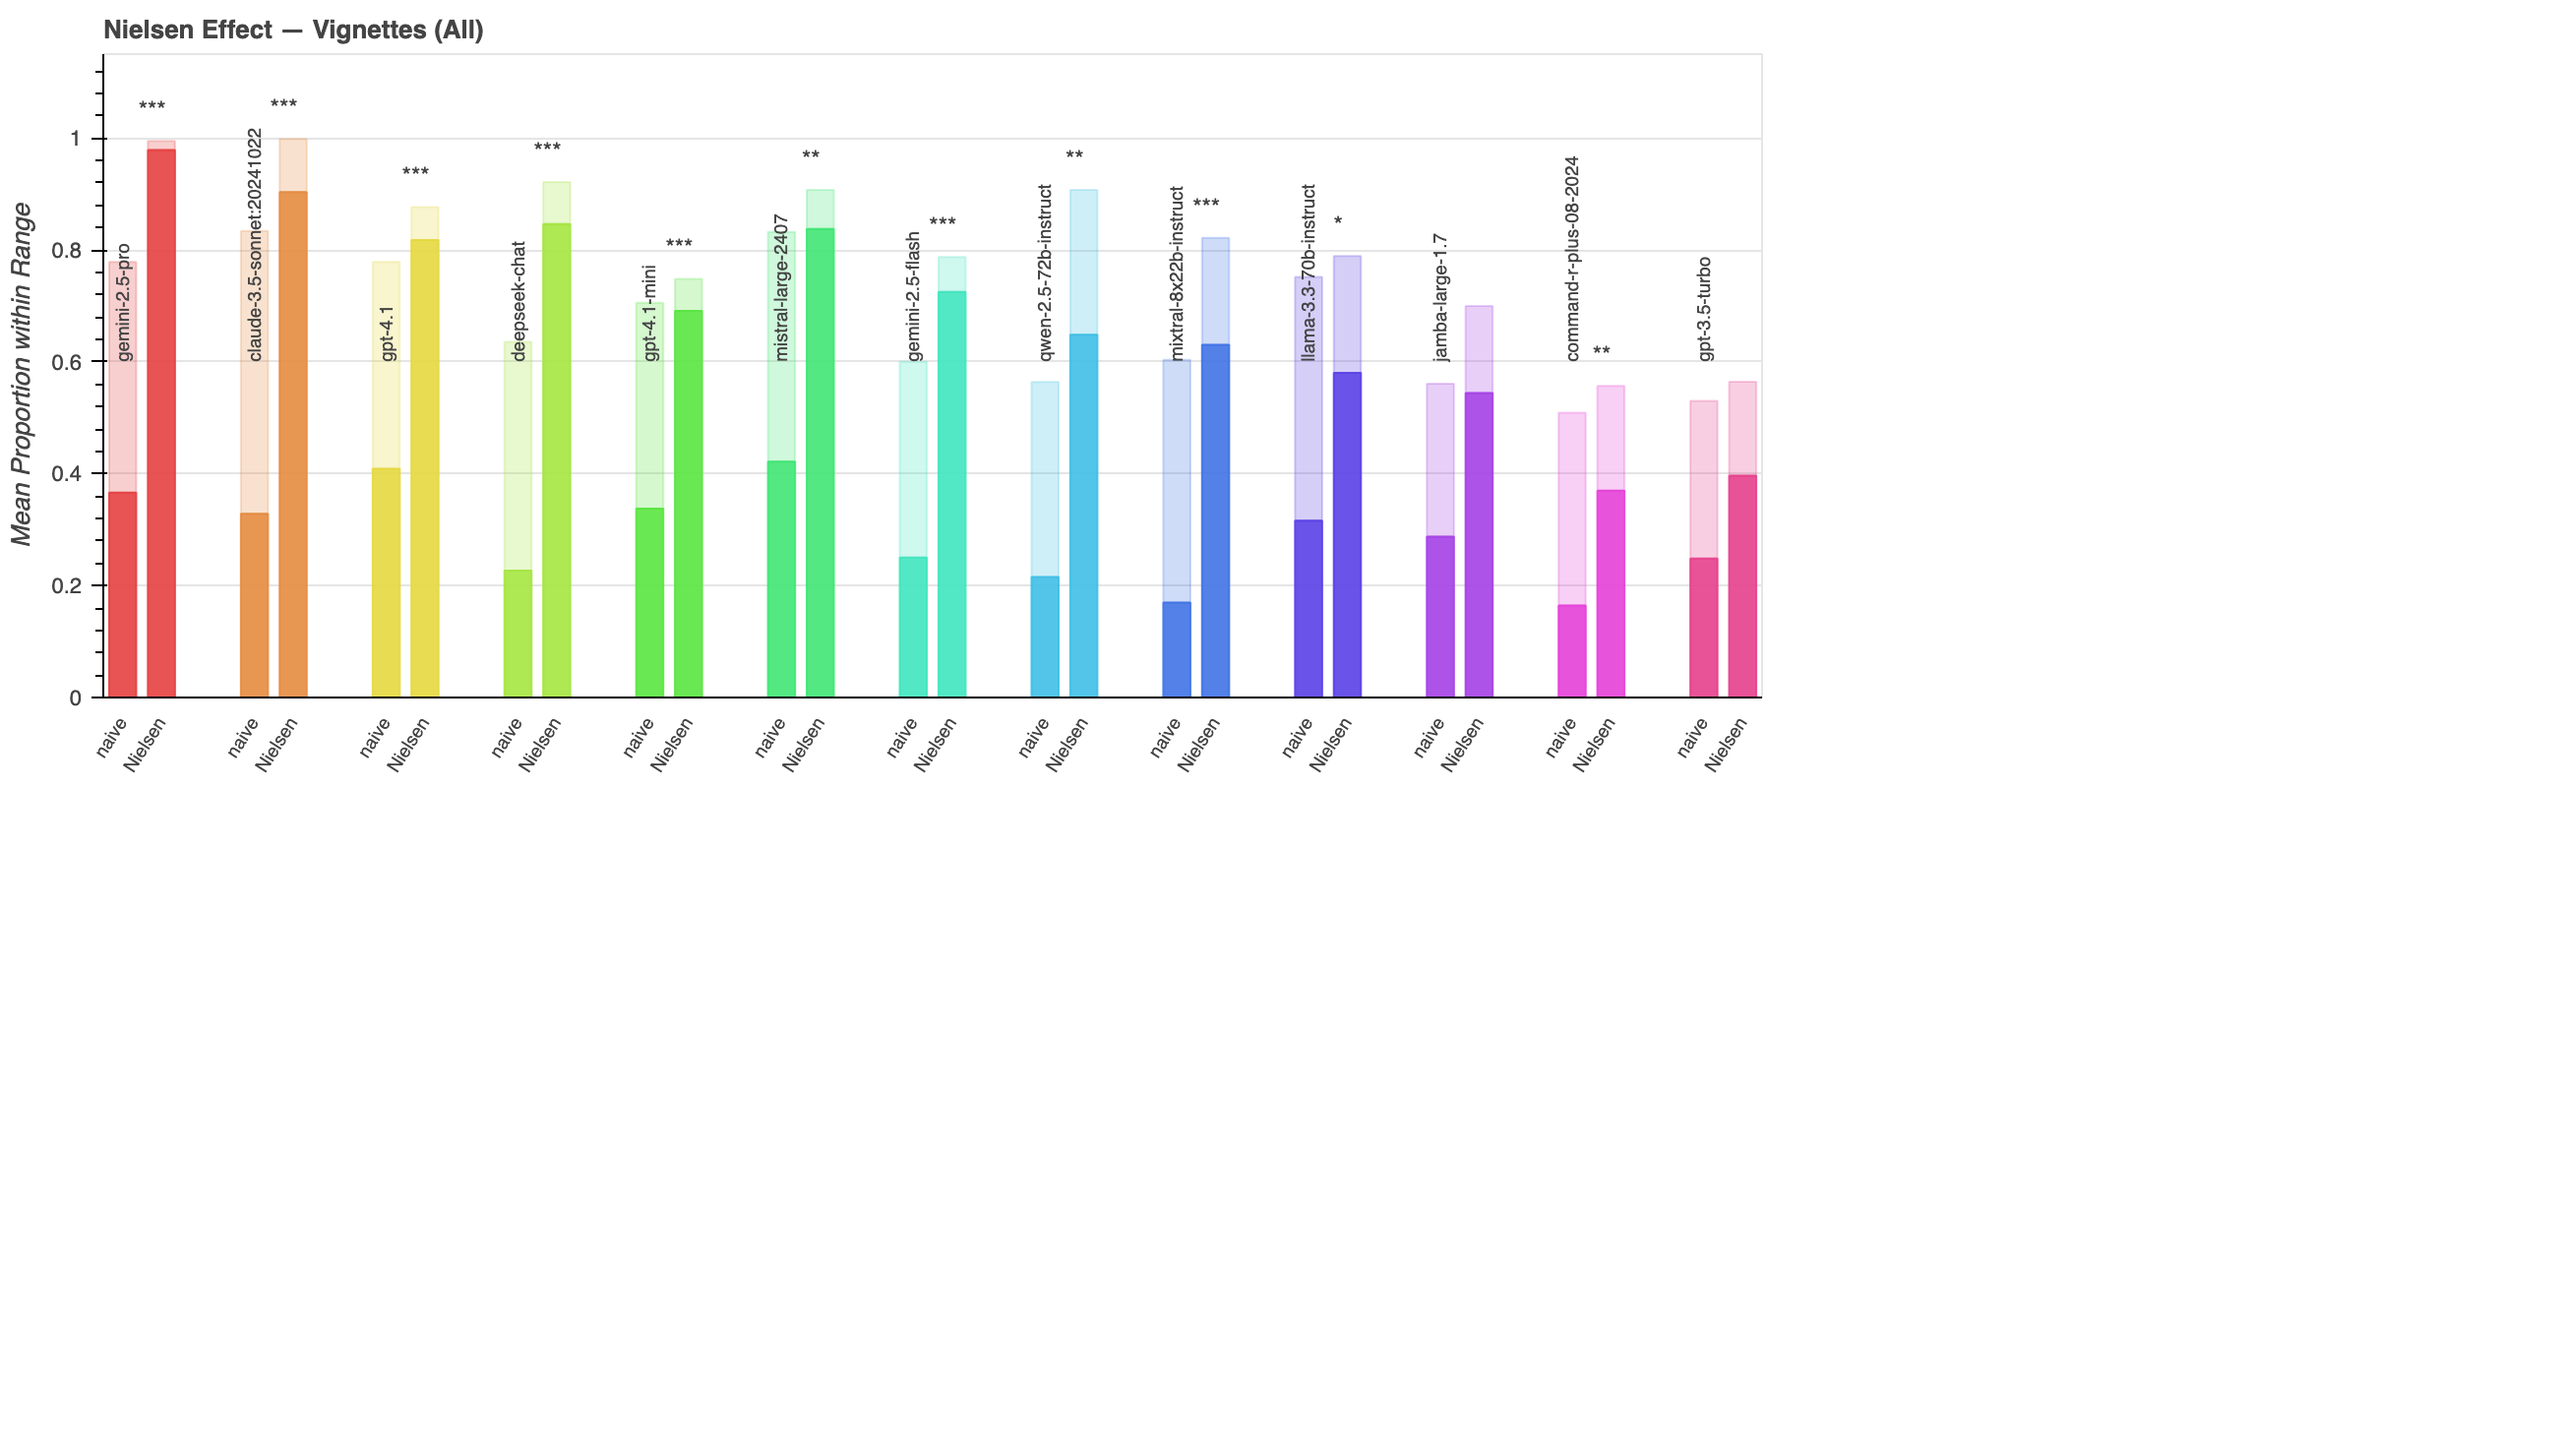 Nielsen Effect — Vignettes (All)
Mean Proportion within Range
1
0.8
0.6
0.4
0.2
0
***
***
***
***
***
**
***
**
***
*
**
gemini-2.5-pro
claude-3.5-sonnet:20241022
gpt-4.1
deepseek-chat
gpt-4.1-mini
mistral-large-2407
gemini-2.5-flash
qwen-2.5-72b-instruct
mixtral-8x22b-instruct
llama-3.3-70b-instruct
jamba-large-1.7
command-r-plus-08-2024
gpt-3.5-turbo
naive
Nielsen
naive
Nielsen
naive
Nielsen
naive
Nielsen
naive
Nielsen
naive
Nielsen
naive
Nielsen
naive
Nielsen
naive
Nielsen
naive
Nielsen
naive
Nielsen
naive
Nielsen
naive
Nielsen